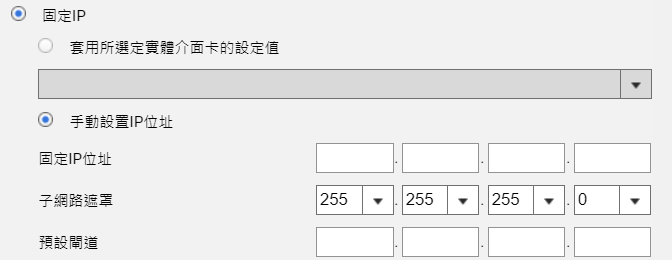 固定IP
套用所選定實體介面卡的設定值
手動設置IP位址
固定IP位址 . . .
子網路遮罩 255 . 255 . 255 . 0
預設閘道 . . .